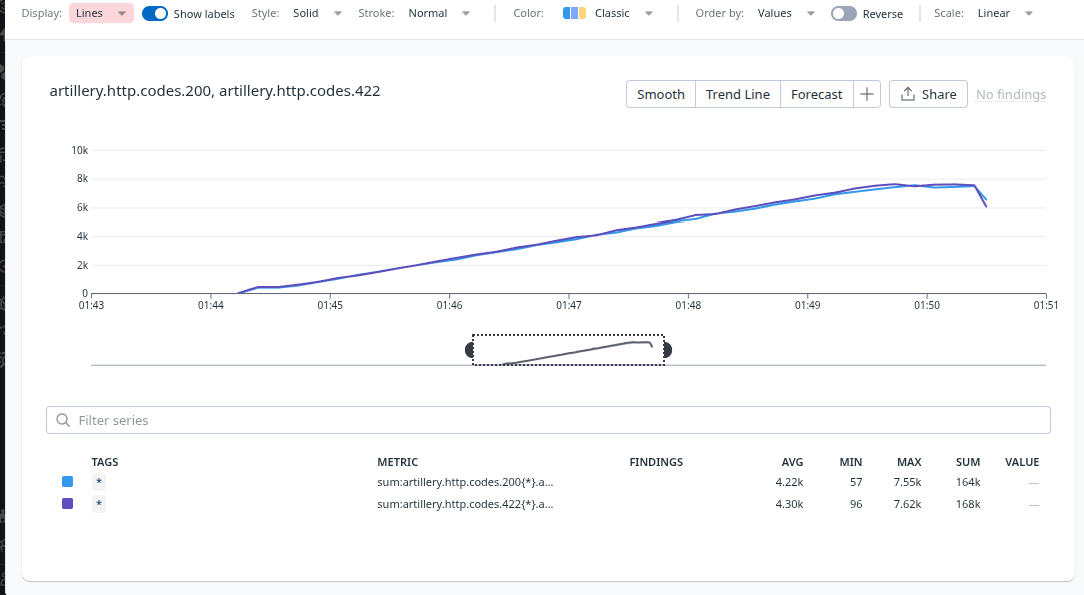 Display: Lines Show labels Style: Solid Stroke: Normal Color: Classic Order by: Values Reverse Scale: Linear
artillery.http.codes.200, artillery.http.codes.422
Smooth Trend Line Forecast + Share No findings
10k
8k
6k
4k
2k
0
01:43 01:44 01:45 01:46 01:47 01:48 01:49 01:50 01:51
Filter series
TAGS METRIC FINDINGS AVG MIN MAX SUM VALUE
* sum:artillery.http.codes.200{*}.a... 4.22k 57 7.55k 164k —
* sum:artillery.http.codes.422{*}.a... 4.30k 96 7.62k 168k —